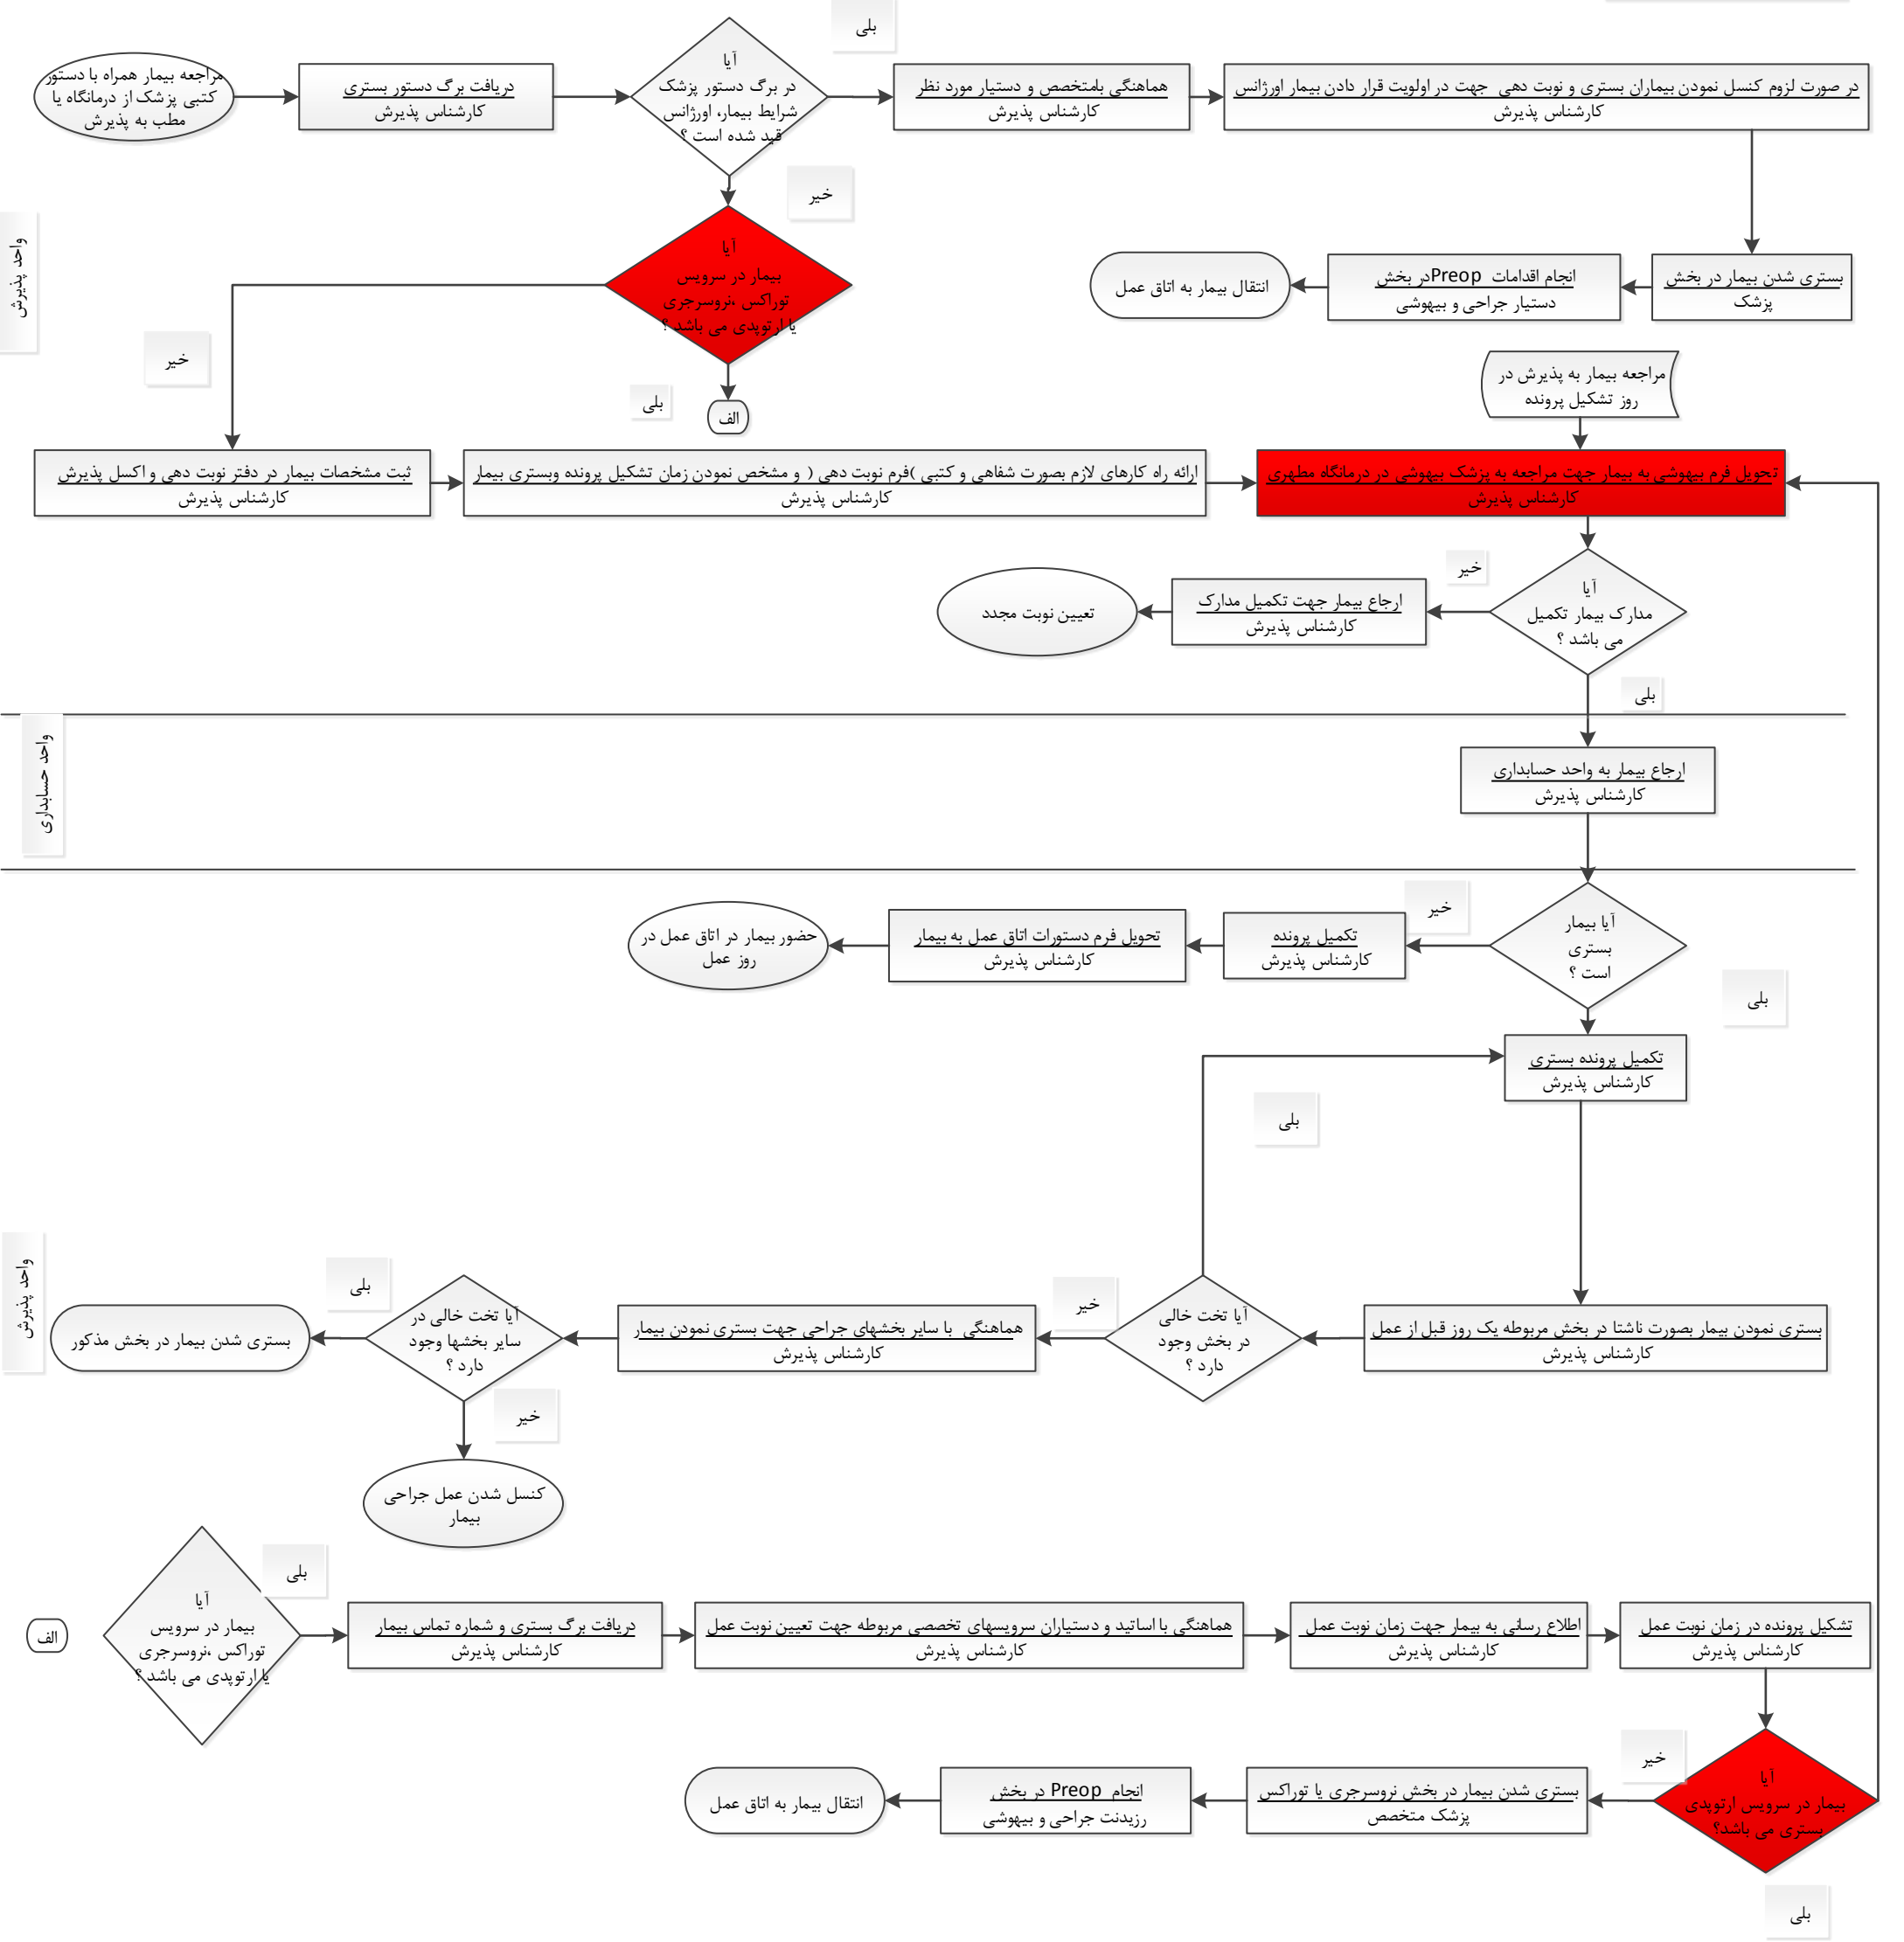 بلی
مراجعه بیمار همراه با دستور
کتبی پزشک از درمانگاه یا
مطب به پذیرش
دریافت برگ دستور بستری
کارشناس پذیرش
آیا
در برگ دستور پزشک
شرایط بیمار، اورژانس
قید شده است ؟
هماهنگی بامتخصص و دستیار مورد نظر
کارشناس پذیرش
در صورت لزوم کنسل نمودن بیماران بستری و نوبت دهی جهت در اولویت قرار دادن بیمار اورژانس
کارشناس پذیرش
خیر
واحد پذیرش
آیا
بیمار در سرویس
توراکس ،نروسرجری
یا ارتوپدی می باشد ؟
بستری شدن بیمار در بخش
پزشک
انجام اقدامات Preopدر بخش
دستیار جراحی و بیهوشی
انتقال بیمار به اتاق عمل
خیر
بلی
الف
مراجعه بیمار به پذیرش در
روز تشکیل پرونده
ثبت مشخصات بیمار در دفتر نوبت دهی و اکسل پذیرش
کارشناس پذیرش
ارائه راه کارهای لازم بصورت شفاهی و کتبی )فرم نوبت دهی ( و مشخص نمودن زمان تشکیل پرونده وبستری بیمار
کارشناس پذیرش
تحویل فرم بیهوشی به بیمار جهت مراجعه به پزشک بیهوشی در درمانگاه مطهری
کارشناس پذیرش
خیر
آیا
مدارک بیمار تکمیل
می باشد ؟
ارجاع بیمار جهت تکمیل مدارک
کارشناس پذیرش
تعیین نوبت مجدد
بلی
واحد حسابداری
ارجاع بیمار به واحد حسابداری
کارشناس پذیرش
خیر
آیا بیمار
بستری
است ؟
تکمیل پرونده
کارشناس پذیرش
تحویل فرم دستورات اتاق عمل به بیمار
کارشناس پذیرش
حضور بیمار در اتاق عمل در
روز عمل
بلی
تکمیل پرونده بستری
کارشناس پذیرش
بلی
واحد پذیرش
بستری نمودن بیمار بصورت ناشتا در بخش مربوطه یک روز قبل از عمل
کارشناس پذیرش
آیا تخت خالی
در بخش وجود
دارد ؟
خیر
هماهنگی با سایر بخشهای جراحی جهت بستری نمودن بیمار
کارشناس پذیرش
آیا تخت خالی در
سایر بخشها وجود
دارد ؟
بلی
بستری شدن بیمار در بخش مذکور
خیر
کنسل شدن عمل جراحی
بیمار
الف
آیا
بیمار در سرویس
توراکس ،نروسرجری
یا ارتوپدی می باشد ؟
بلی
دریافت برگ بستری و شماره تماس بیمار
کارشناس پذیرش
هماهنگی با اساتید و دستیاران سرویسهای تخصصی مربوطه جهت تعیین نوبت عمل
کارشناس پذیرش
اطلاع رسانی به بیمار جهت زمان نوبت عمل
کارشناس پذیرش
تشکیل پرونده در زمان نوبت عمل
کارشناس پذیرش
خیر
آیا
بیمار در سرویس ارتوپدی
بستری می باشد؟
بستری شدن بیمار در بخش نروسرجری یا توراکس
پزشک متخصص
انجام Preop در بخش
رزیدنت جراحی و بیهوشی
انتقال بیمار به اتاق عمل
بلی